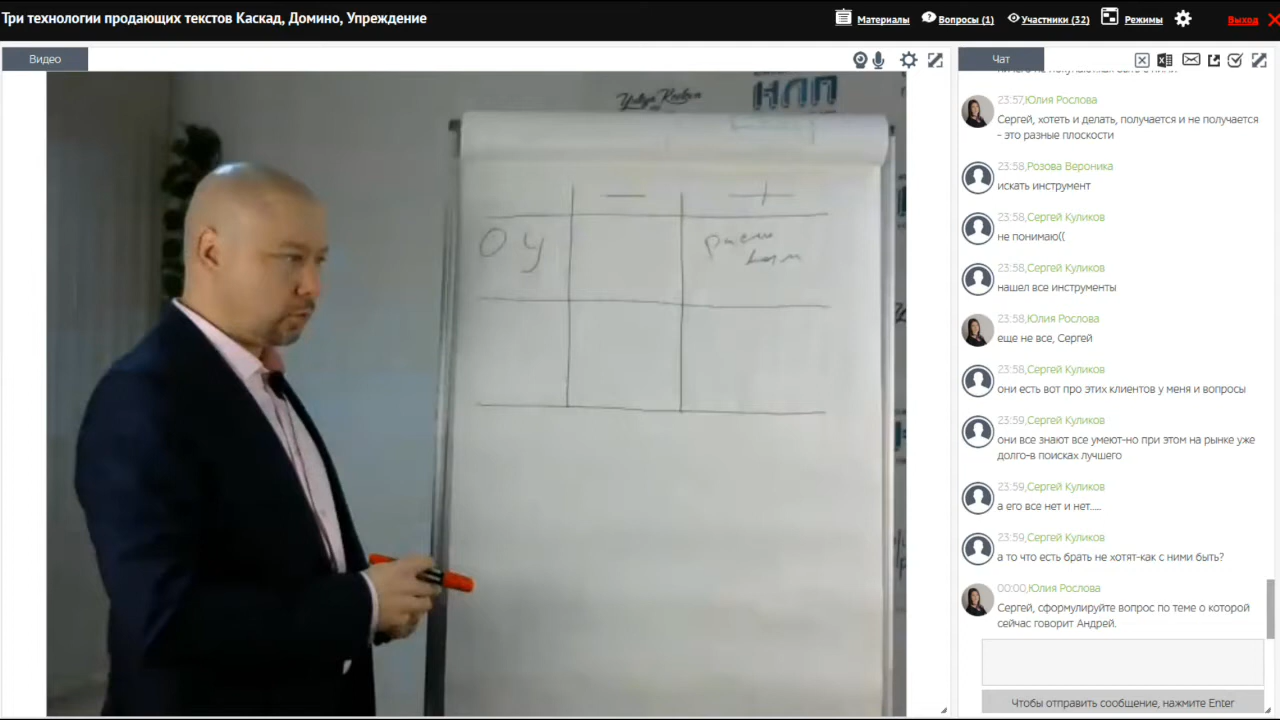 Три технологии продающих текстов Каскад, Домино, Упреждение
Материалы
Вопросы (1)
Участники (32)
Режимы
Выход
Видео
Чат
23:57,Юлия Рослова
Сергей, хотеть и делать, получается и не получается
- это разные плоскости
23:58,Розова Вероника
искать инструмент
23:58,Сергей Куликов
не понимаю((
23:58,Сергей Куликов
нашел все инструменты
23:58,Юлия Рослова
еще не все, Сергей
23:58,Сергей Куликов
они есть вот про этих клиентов у меня и вопросы
23:59,Сергей Куликов
они все знают все умеют-но при этом на рынке уже
долго-в поисках лучшего
23:59,Сергей Куликов
а его все нет и нет.....
23:59,Сергей Куликов
а то что есть брать не хотят-как с ними быть?
00:00,Юлия Рослова
Сергей, сформулируйте вопрос по теме о которой
сейчас говорит Андрей.
Чтобы отправить сообщение, нажмите Enter
НЛП
— +
О У